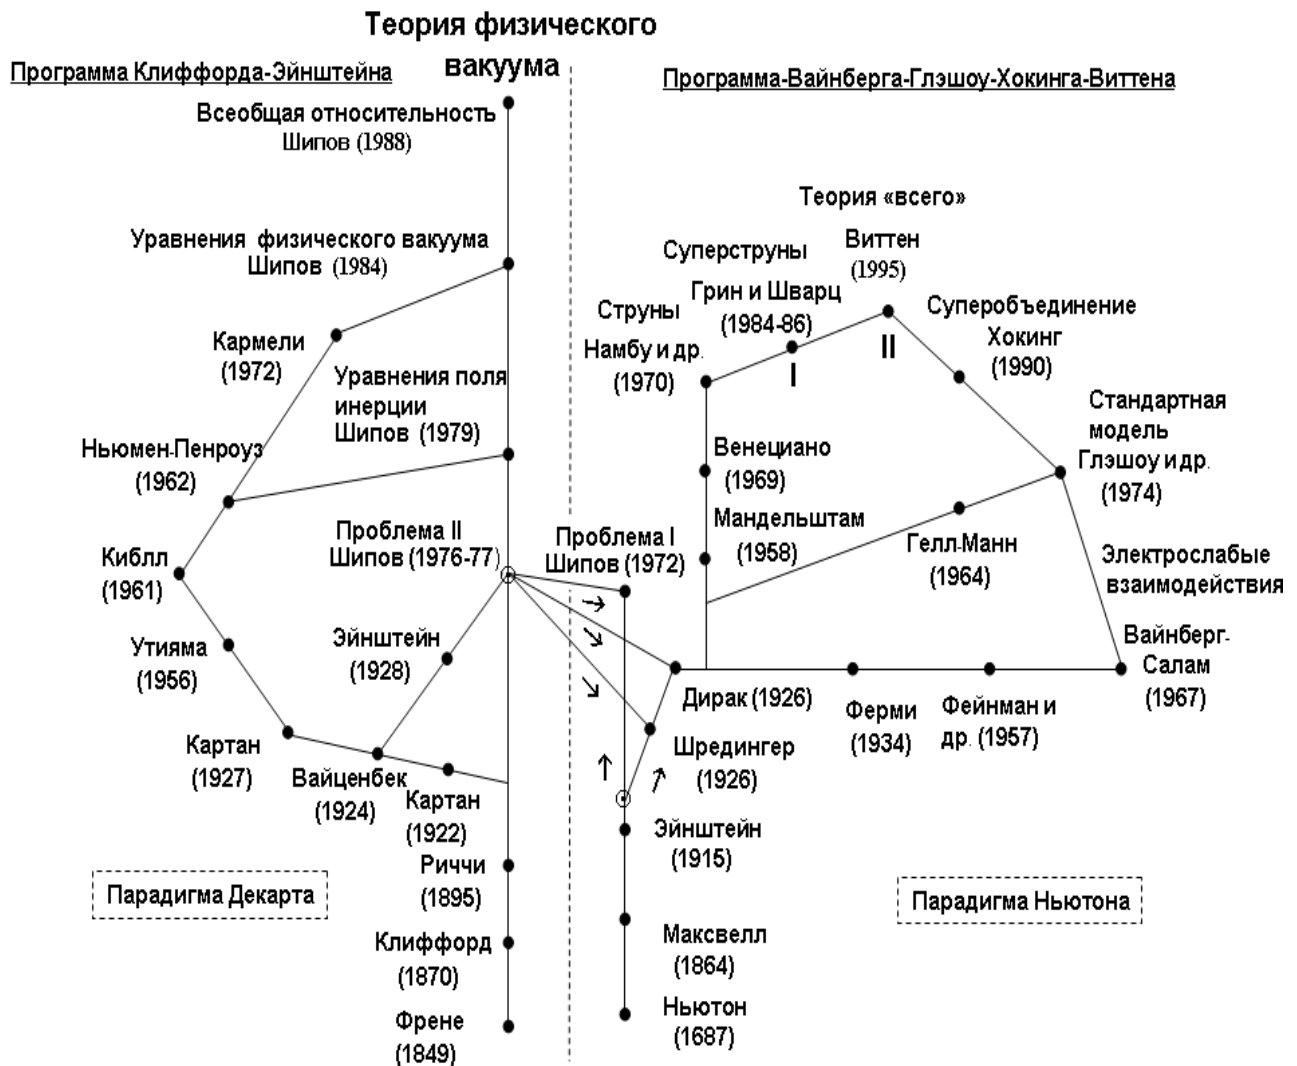 Теория физического
вакуума
Программа Клиффорда-Эйнштейна
Программа-Вайнберга-Глэшоу-Хокинга-Виттена
Всеобщая относительность
Шипов (1988)
Уравнения физического вакуума
Шипов (1984)
Кармели
(1972)
Уравнения поля
инерции
Шипов (1979)
Ньюмен-Пенроуз
(1962)
Проблема II
Шипов (1976-77)
Киблл
(1961)
Утияма
(1956)
Эйнштейн
(1928)
Картан
(1927)
Вайценбек
(1924)
Картан
(1922)
Риччи
(1895)
Парадигма Декарта
Клиффорд
(1870)
Френе
(1849)
Теория «всего»
Виттен
(1995)
Суперструны
Грин и Шварц
(1984-86)
Струны
Намбу и др.
(1970)
I
II
Суперобъединение
Хокинг
(1990)
Стандартная
модель
Глэшоу и др.
(1974)
Венециано
(1969)
Мандельштам
(1958)
Гелл-Манн
(1964)
Проблема I
Шипов (1972)
Электрослабые
взаимодействия
Вайнберг-
Салам
(1967)
Дирак (1926)
Ферми
(1934)
Фейнман и
др. (1957)
Шредингер
(1926)
Эйнштейн
(1915)
Парадигма Ньютона
Максвелл
(1864)
Ньютон
(1687)